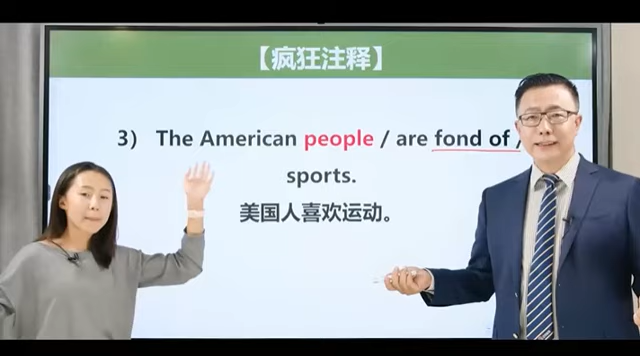 【疯狂注释】
3) The American people / are fond of /
sports.
美国人喜欢运动。